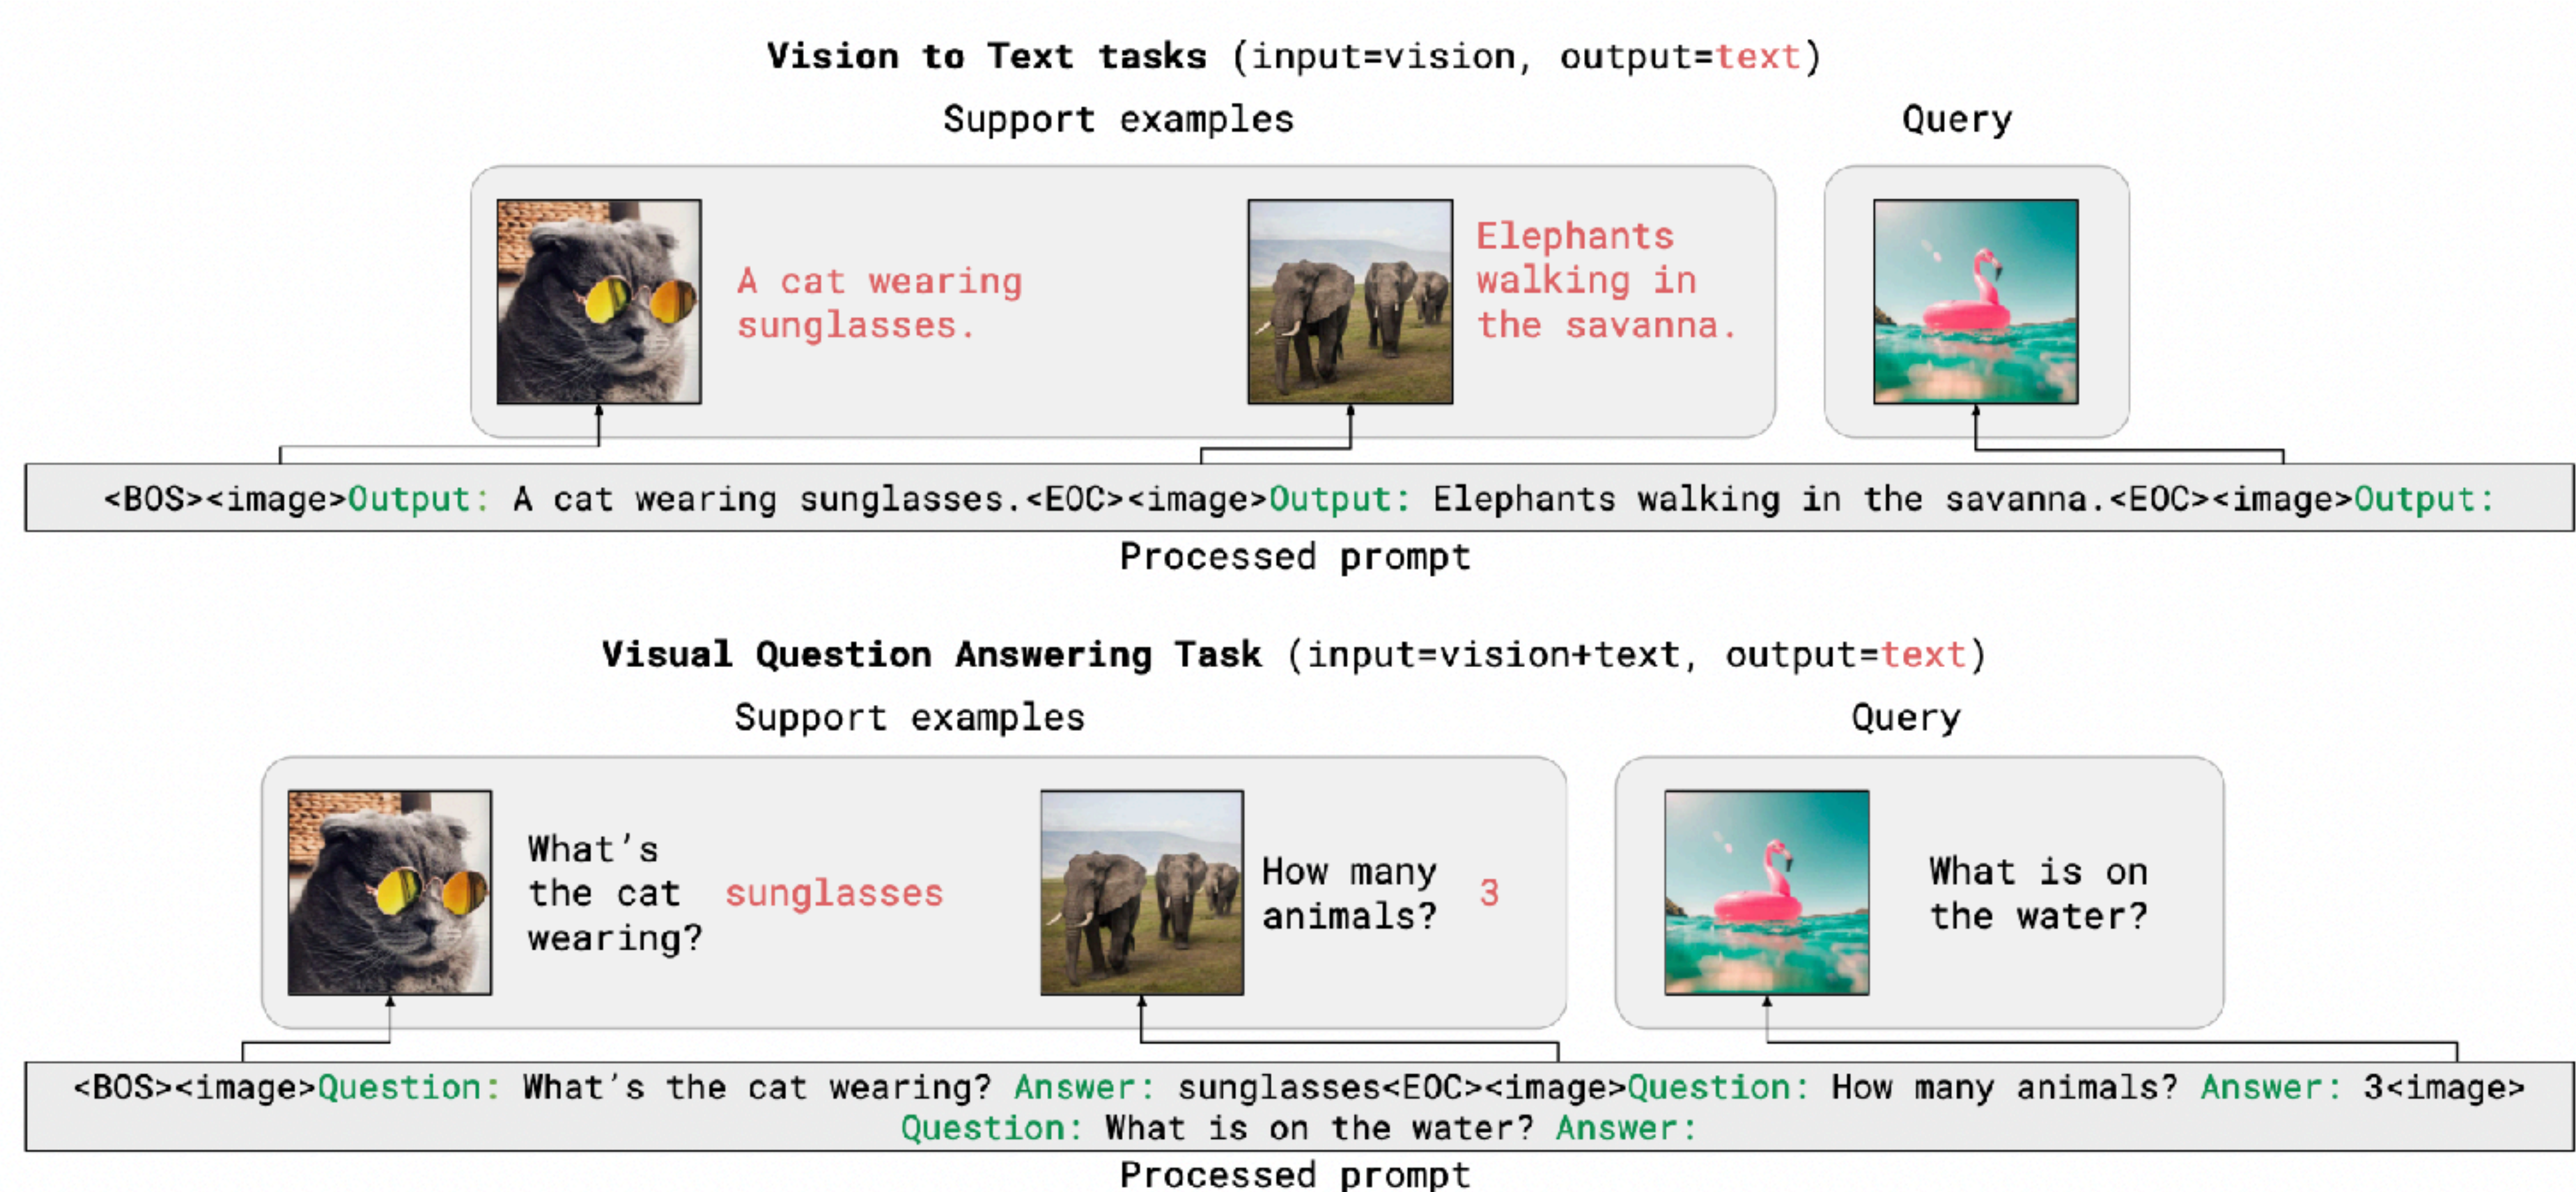 Vision to Text tasks (input=vision, output=text)
Support examples
Query
A cat wearing
sunglasses.
Elephants
walking in
the savanna.
<BOS><image>Output: A cat wearing sunglasses.<EOC><image>Output: Elephants walking in the savanna.<EOC><image>Output:
Processed prompt
Visual Question Answering Task (input=vision+text, output=text)
Support examples
Query
What's
the cat
wearing?
sunglasses
How many
animals?
3
What is on
the water?
<BOS><image>Question: What's the cat wearing? Answer: sunglasses<EOC><image>Question: How many animals? Answer: 3<image>
Question: What is on the water? Answer:
Processed prompt